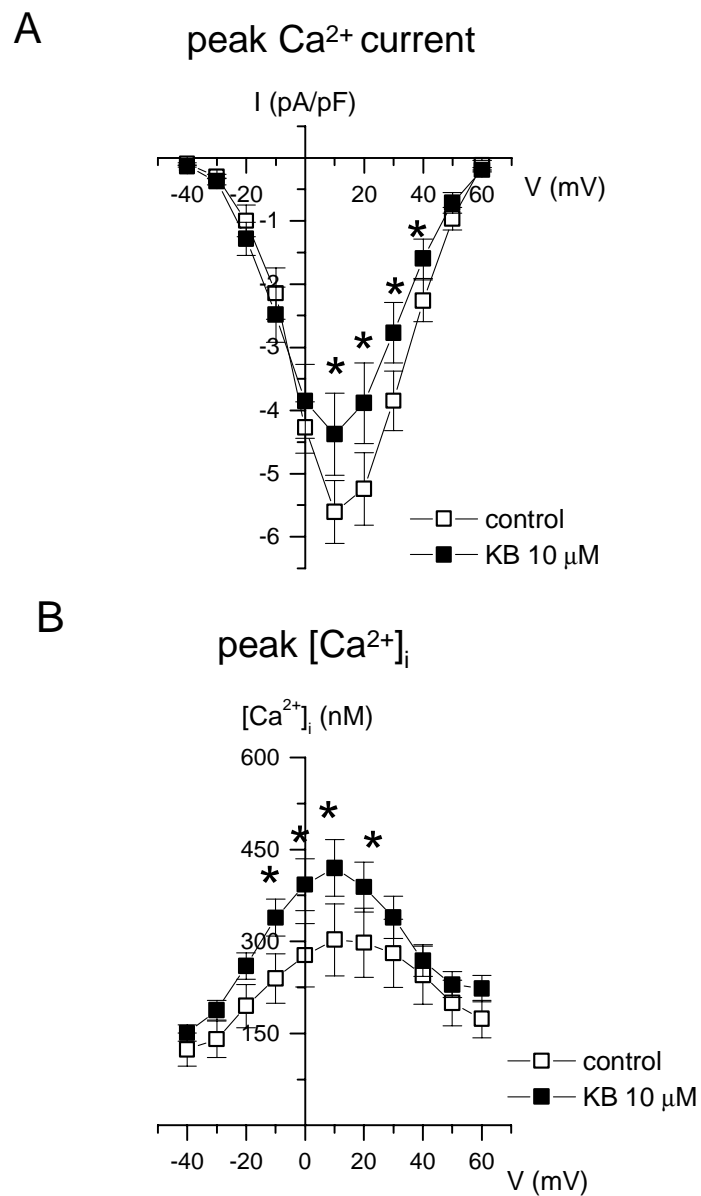 A
peak Ca²⁺ current
I (pA/pF)
-40 -20 20 40 60 V (mV)
-1
*
-2 *
-3 *
*
-4
-5
control
-6
KB 10 μM
B
peak [Ca²⁺]ᵢ
[Ca²⁺]ᵢ (nM)
600
* * *
450 *
300
150
control
KB 10 μM
-40 -20 0 20 40 60
V (mV)